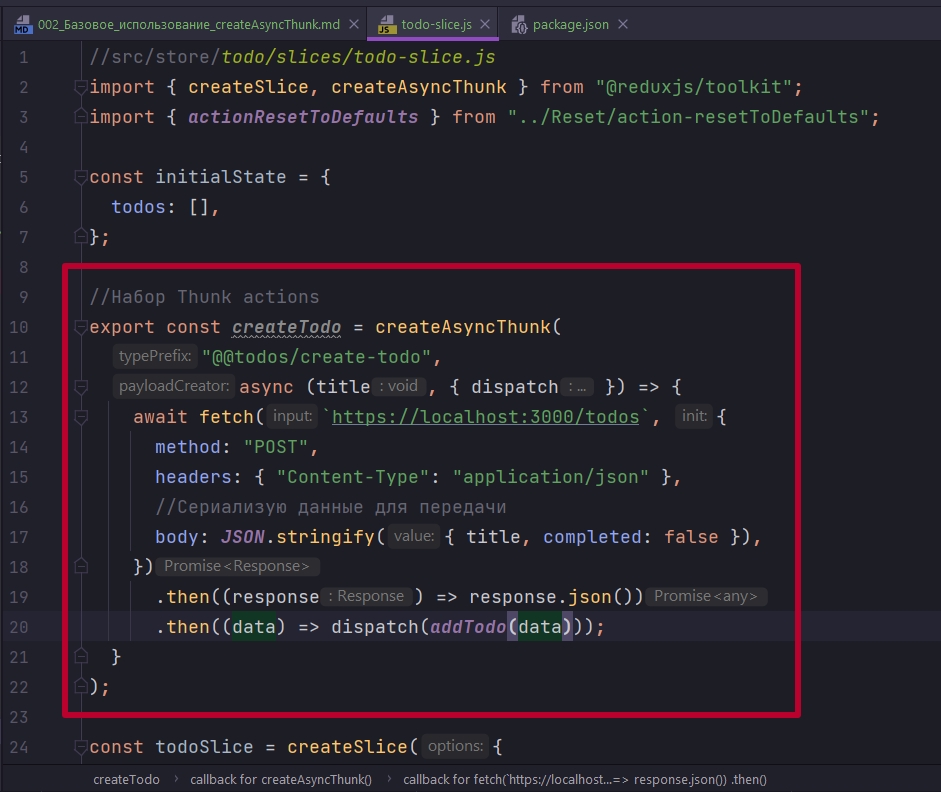 002_Базовое_использование_createAsyncThunk.md todo-slice.js package.json
1 //src/store/todo/slices/todo-slice.js
2 import { createSlice, createAsyncThunk } from "@reduxjs/toolkit";
3 import { actionResetToDefaults } from "../Reset/action-resetToDefaults";
4
5 const initialState = {
6 todos: [],
7 };
8
9 //Набор Thunk actions
10 export const createTodo = createAsyncThunk(
11 typePrefix: "@@todos/create-todo",
12 payloadCreator: async (title : void , { dispatch : ... }) => {
13 await fetch( input: `https://localhost:3000/todos`, init: {
14 method: "POST",
15 headers: { "Content-Type": "application/json" },
16 //Сериализую данные для передачи
17 body: JSON.stringify( value: { title, completed: false }),
18 }) Promise<Response>
19 .then((response : Response ) => response.json()) Promise<any>
20 .then((data) => dispatch(addTodo(data)));
21 }
22 );
23
24 const todoSlice = createSlice( options: {
createTodo › callback for createAsyncThunk() › callback for fetch(`https://localhost...=> response.json()) .then()